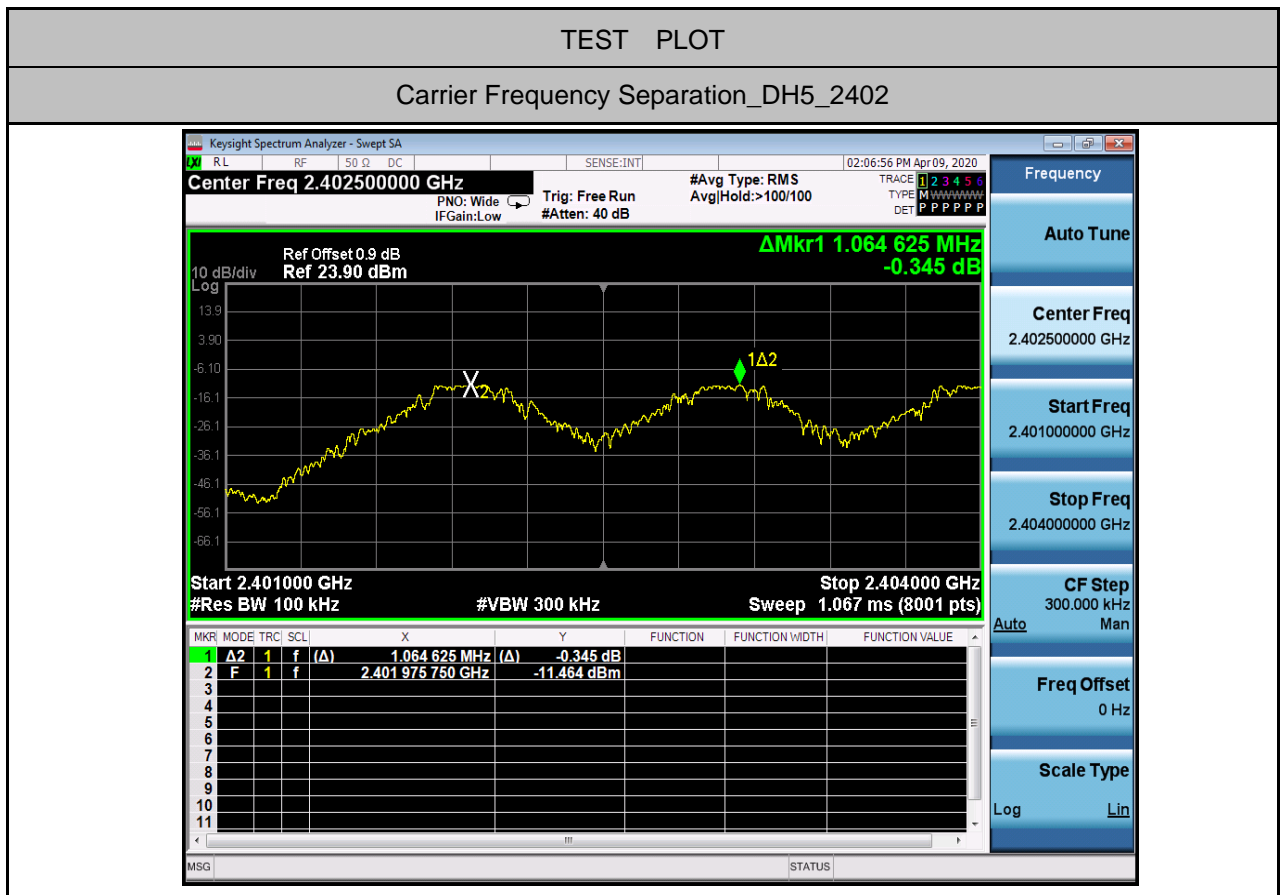 TEST PLOT
Carrier Frequency Separation_DH5_2402
Keysight Spectrum Analyzer - Swept SA
LXI RL RF 50 Ω DC SENSE:INT 02:06:56 PM Apr 09, 2020
Center Freq 2.402500000 GHz
PNO: Wide
IFGain:Low
Trig: Free Run
#Atten: 40 dB
#Avg Type: RMS
Avg|Hold:>100/100
TRACE 1 2 3 4 5 6
TYPE M W W W W W
DET P P P P P P
ΔMkr1 1.064 625 MHz
-0.345 dB
Ref Offset 0.9 dB
10 dB/div Ref 23.90 dBm
Log
13.9
3.90
-6.10
-16.1
-26.1
-36.1
-46.1
-56.1
-66.1
X2
1Δ2
Start 2.401000 GHz Stop 2.404000 GHz
#Res BW 100 kHz #VBW 300 kHz Sweep 1.067 ms (8001 pts)
MKR MODE TRC SCL X Y FUNCTION FUNCTION WIDTH FUNCTION VALUE
1 Δ2 1 f (Δ) 1.064 625 MHz (Δ) -0.345 dB
2 F 1 f 2.401 975 750 GHz -11.464 dBm
3
4
5
6
7
8
9
10
11
MSG STATUS
Frequency
Auto Tune
Center Freq
2.402500000 GHz
Start Freq
2.401000000 GHz
Stop Freq
2.404000000 GHz
CF Step
300.000 kHz
Auto Man
Freq Offset
0 Hz
Scale Type
Log Lin